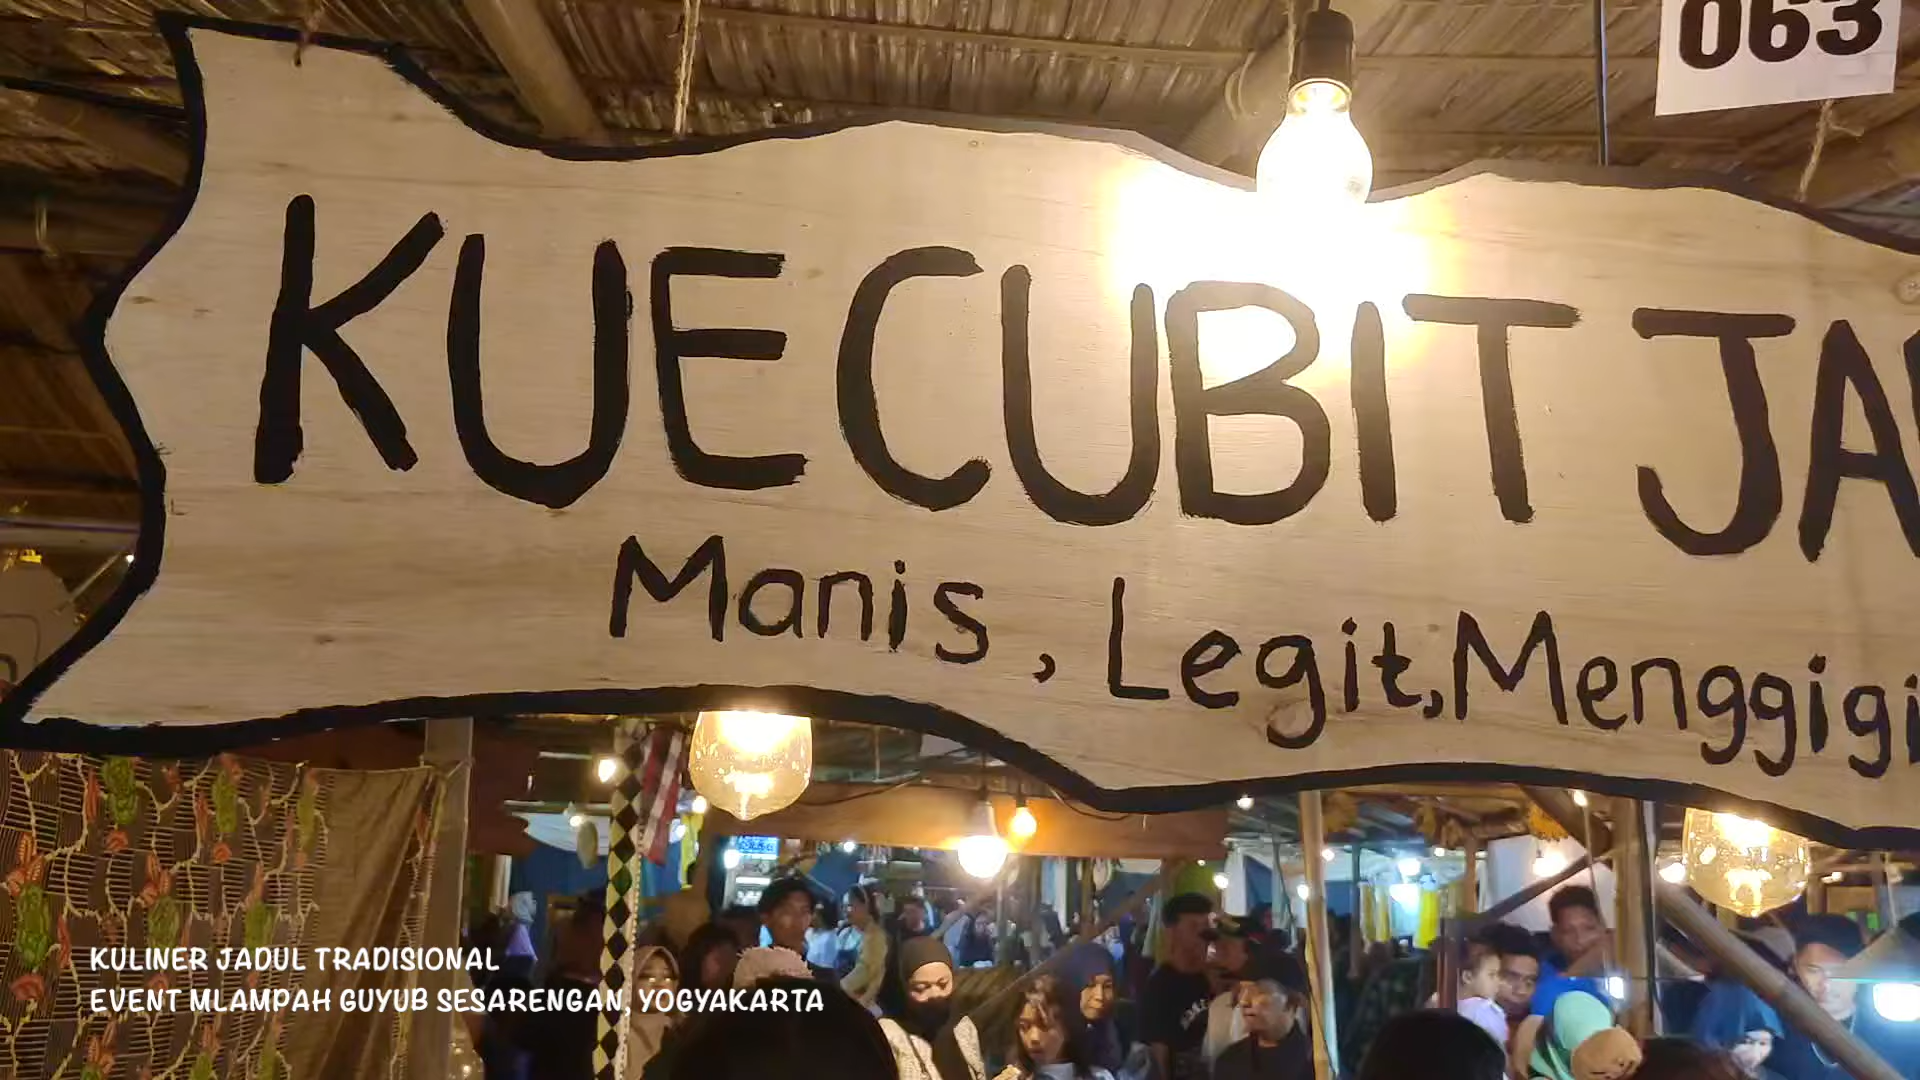 063
KUE CUBIT JA
Manis, Legit, Menggigi
KULINER JADUL TRADISIONAL
EVENT MLAMPAH GUYUB SESARENGAN, YOGYAKARTA